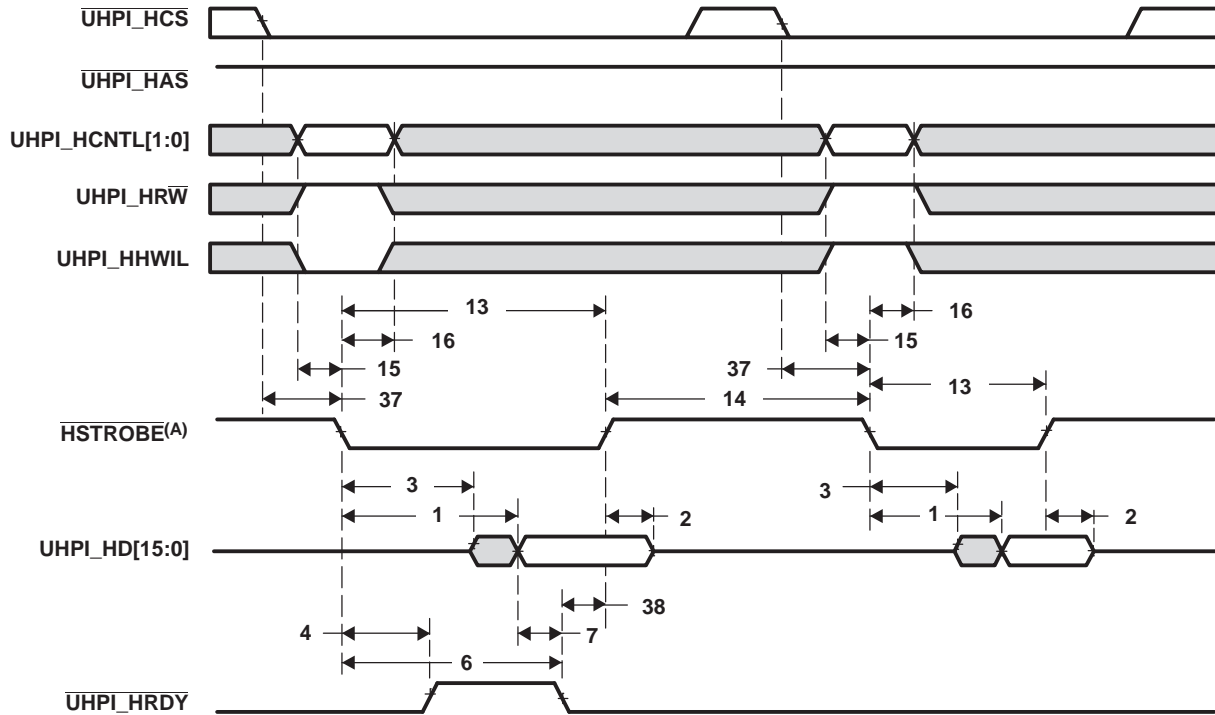 UHPI_HCS
UHPI_HAS
UHPI_HCNTL[1:0]
UHPI_HRW
UHPI_HHWIL
13
16
16
15
15
37
37
13
14
HSTROBE(A)
3
3
1
1
2
2
UHPI_HD[15:0]
38
4
7
6
UHPI_HRDY